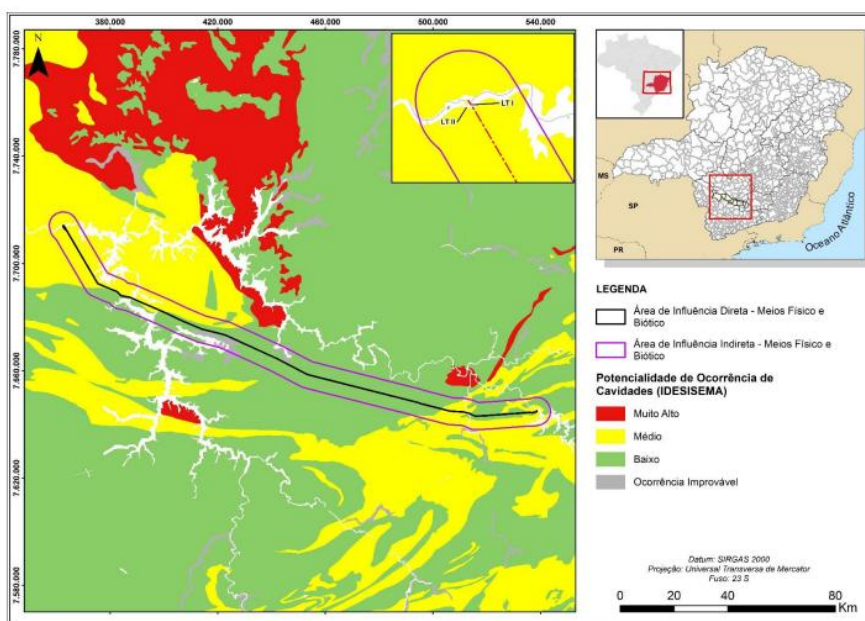 380.000
420.000
460.000
500.000
540.000
7.780.000
7.740.000
7.700.000
7.660.000
7.620.000
7.580.000
N
LT I
LT II
MS
SP
PR
Oceano Atlântico
LEGENDA
Área de Influência Direta - Meios Físico e
Biótico
Área de Influência Indireta - Meios Físico e
Biótico
Potencialidade de Ocorrência de
Cavidades (IDESISEMA)
Muito Alto
Médio
Baixo
Ocorrência Improvável
Datum: SIRGAS 2000
Projeção: Universal Transversa de Mercator
Fuso: 23 S
0 20 40 60 80
Km